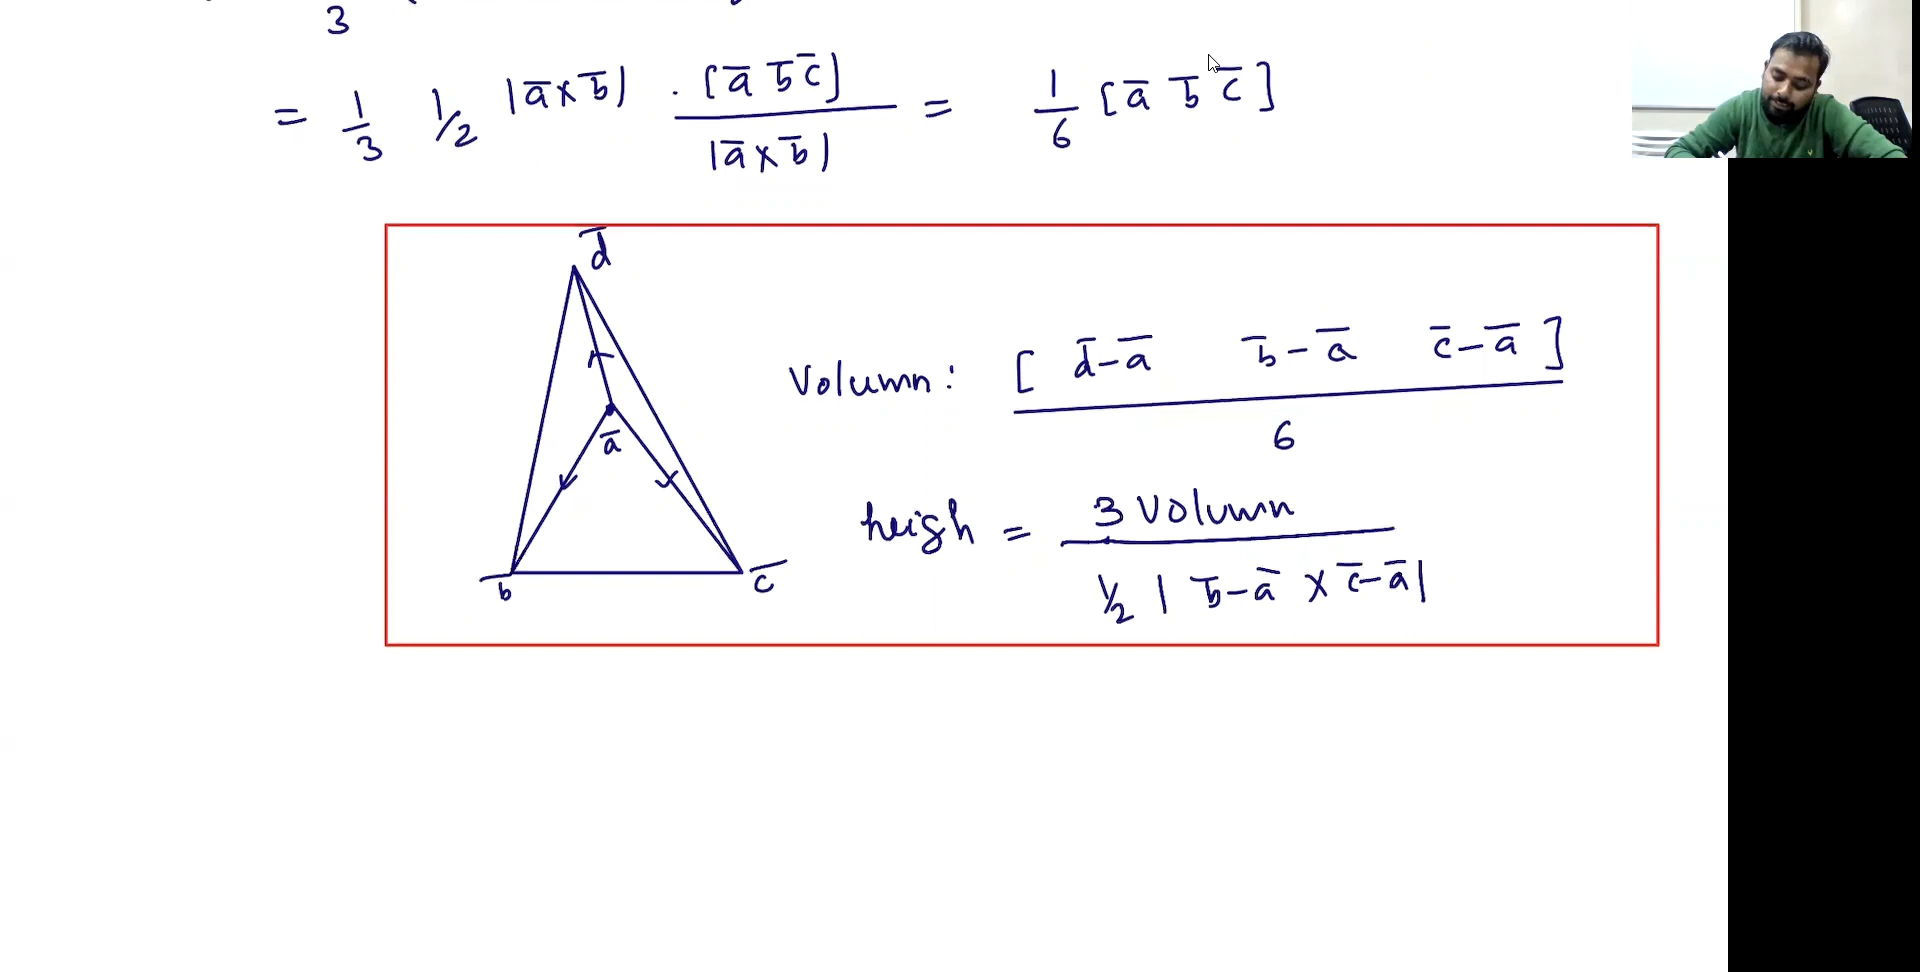 3
= 1/3 1/2 |a̅ × b̅| . [a̅ b̅ c̅] / |a̅ × b̅| = 1/6 [a̅ b̅ c̅]
d̅
Volumn : [ d̅-a̅ b̅-a̅ c̅-a̅ ] / 6
a̅
heigh = 3 Volumn / 1/2 | b̅-a̅ × c̅-a̅ |
b̅ c̅